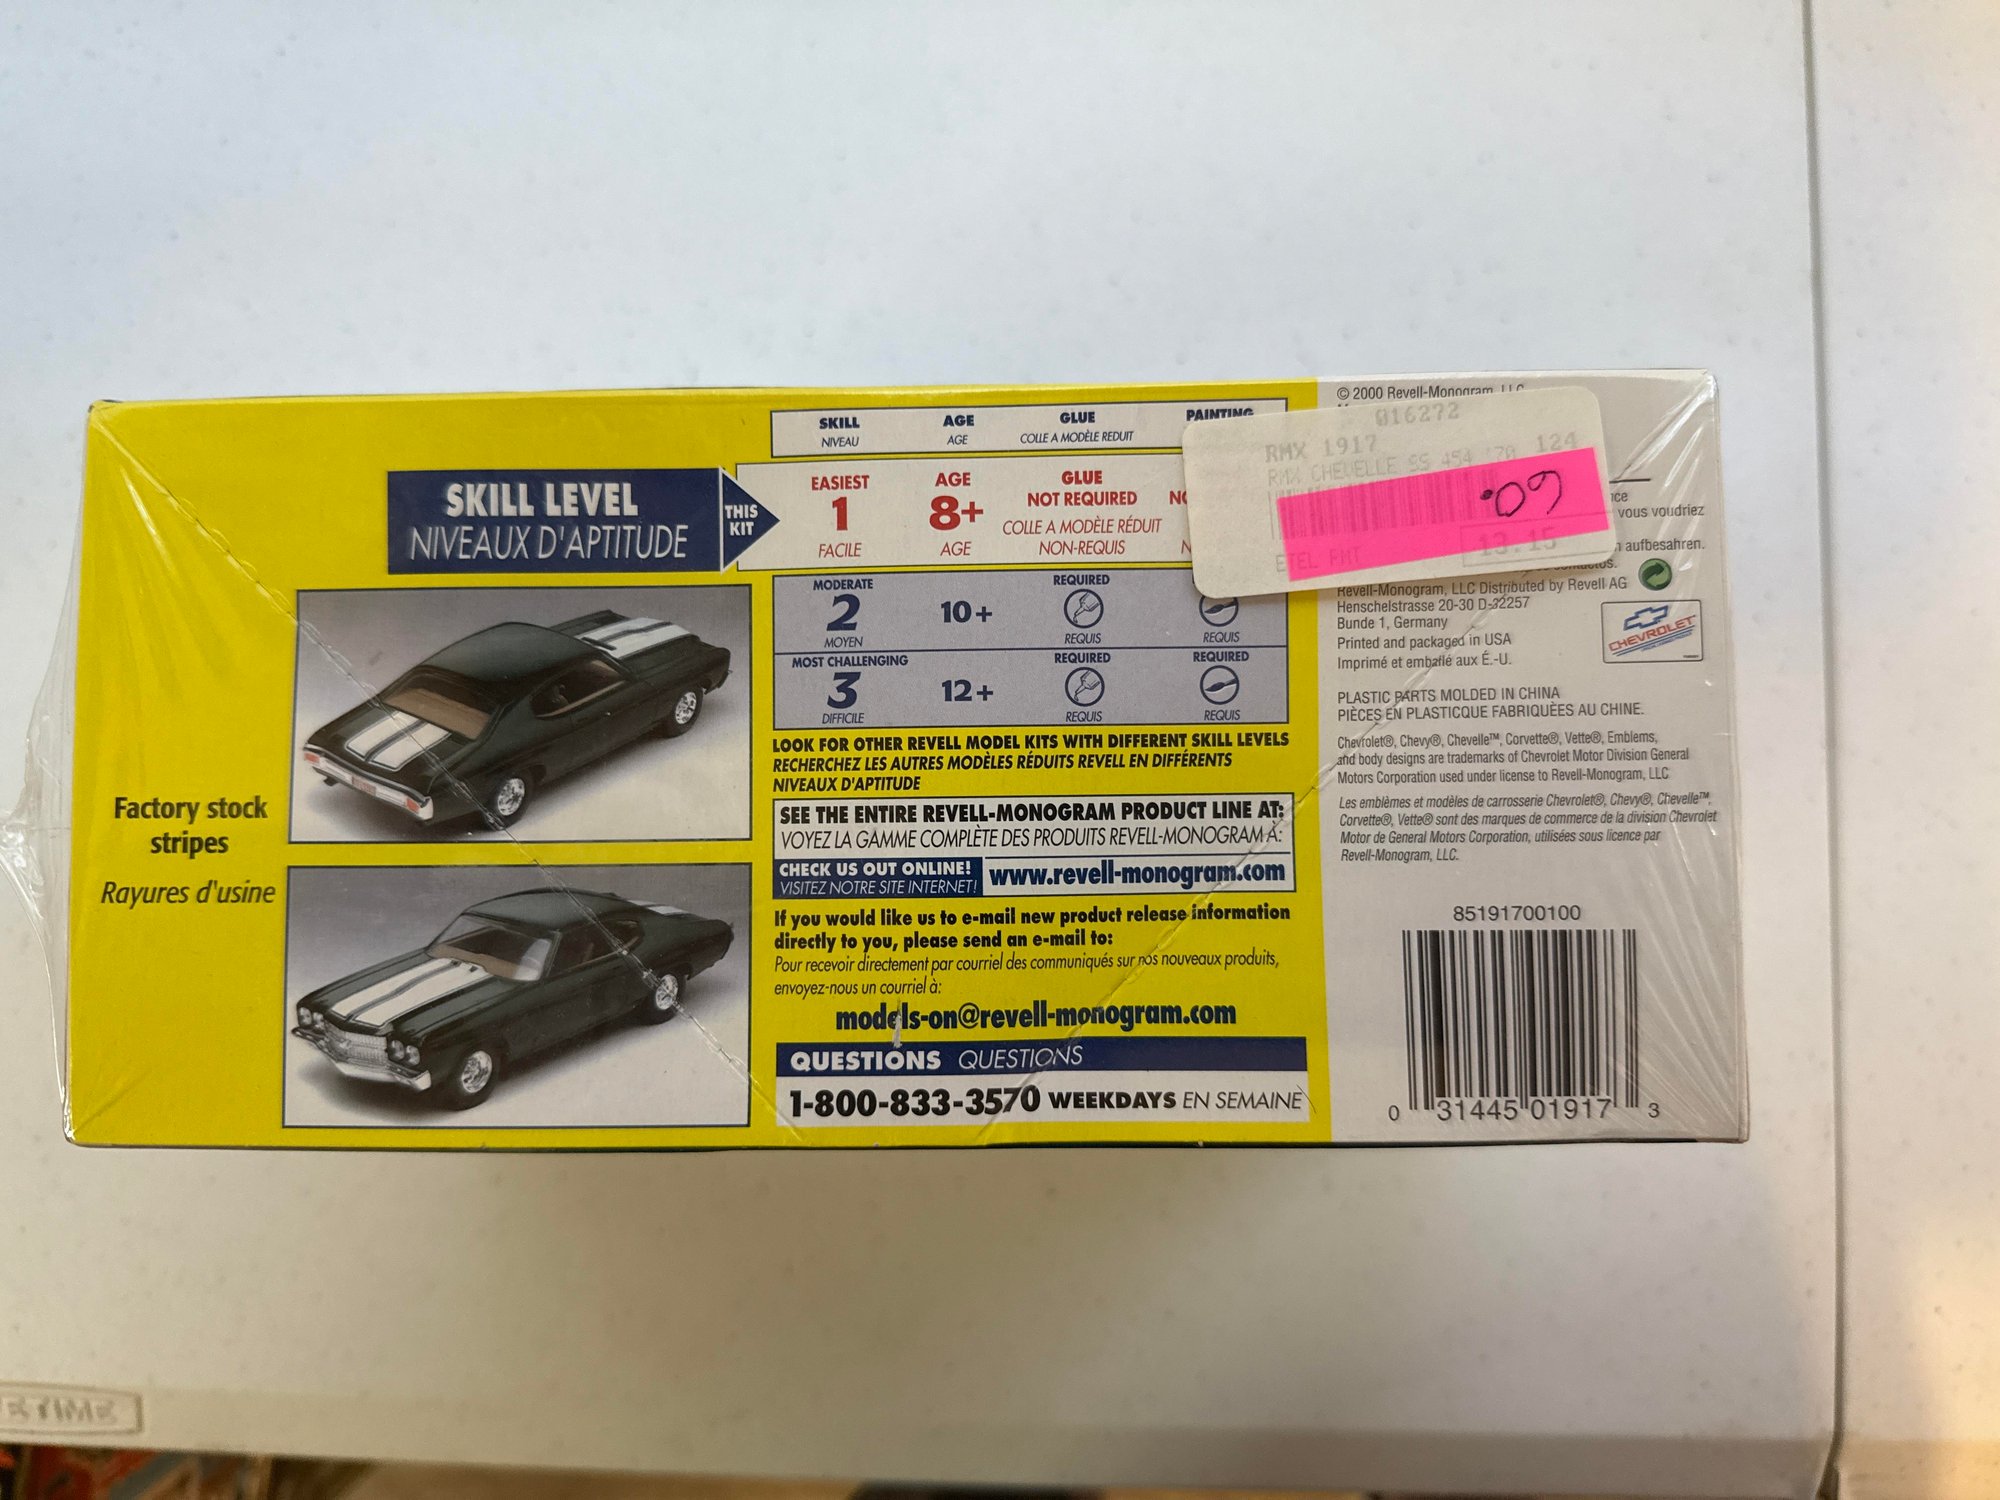 SKILL AGE GLUE PAINTING
NIVEAU AGE COLLE A MODÈLE REDUIT
SKILL LEVEL
NIVEAUX D'APTITUDE
THIS
KIT
EASIEST AGE GLUE
1 8+ NOT REQUIRED
COLLE A MODÈLE RÉDUIT
FACILE AGE NON-REQUIS
MODERATE REQUIRED
2 10+
MOYEN REQUIS REQUIS
MOST CHALLENGING REQUIRED REQUIRED
3 12+
DIFFICILE REQUIS REQUIS
LOOK FOR OTHER REVELL MODEL KITS WITH DIFFERENT SKILL LEVELS
RECHERCHEZ LES AUTRES MODÈLES RÉDUITS REVELL EN DIFFÉRENTS
NIVEAUX D'APTITUDE
SEE THE ENTIRE REVELL-MONOGRAM PRODUCT LINE AT:
VOYEZ LA GAMME COMPLÈTE DES PRODUITS REVELL-MONOGRAM À:
CHECK US OUT ONLINE!
VISITEZ NOTRE SITE INTERNET!
www.revell-monogram.com
If you would like us to e-mail new product release information
directly to you, please send an e-mail to:
Pour recevoir directement par courriel des communiqués sur nos nouveaux produits,
envoyez-nous un courriel à:
models-on@revell-monogram.com
QUESTIONS QUESTIONS
1-800-833-3570 WEEKDAYS EN SEMAINE
Factory stock
stripes
Rayures d'usine
© 2000 Revell-Monogram, LLC
016272
RMX 1917 124
RMX CHEVELLE SS 454 '70
13.15
vous voudriez
aufbesahren.
Revell-Monogram, LLC Distributed by Revell AG
Henschelstrasse 20-30 D-32257
Bunde 1, Germany
Printed and packaged in USA
Imprimé et emballé aux É.-U.
CHEVROLET
PLASTIC PARTS MOLDED IN CHINA
PIÈCES EN PLASTICQUE FABRIQUÈES AU CHINE.
Chevrolet®, Chevy®, Chevelle™, Corvette®, Vette®, Emblems,
and body designs are trademarks of Chevrolet Motor Division General
Motors Corporation used under license to Revell-Monogram, LLC
Les emblèmes et modèles de carrosserie Chevrolet®, Chevy®, Chevelle™,
Corvette®, Vette® sont des marques de commerce de la division Chevrolet
Motor de General Motors Corporation, utilisées sous licence par
Revell-Monogram, LLC.
85191700100
0 31445 01917 3